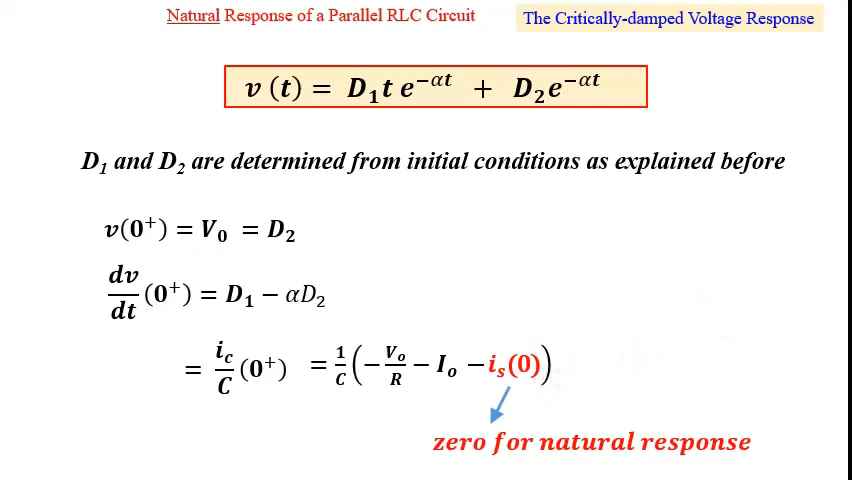 Natural Response of a Parallel RLC Circuit
The Critically-damped Voltage Response
v (t) = D₁t e^{−αt} + D₂e^{−αt}
D₁ and D₂ are determined from initial conditions as explained before
v(0⁺) = V₀ = D₂
dv/dt (0⁺) = D₁ − αD₂
= i_c/C (0⁺) = 1/C (−V_o/R − I_o − i_s(0))
zero for natural response